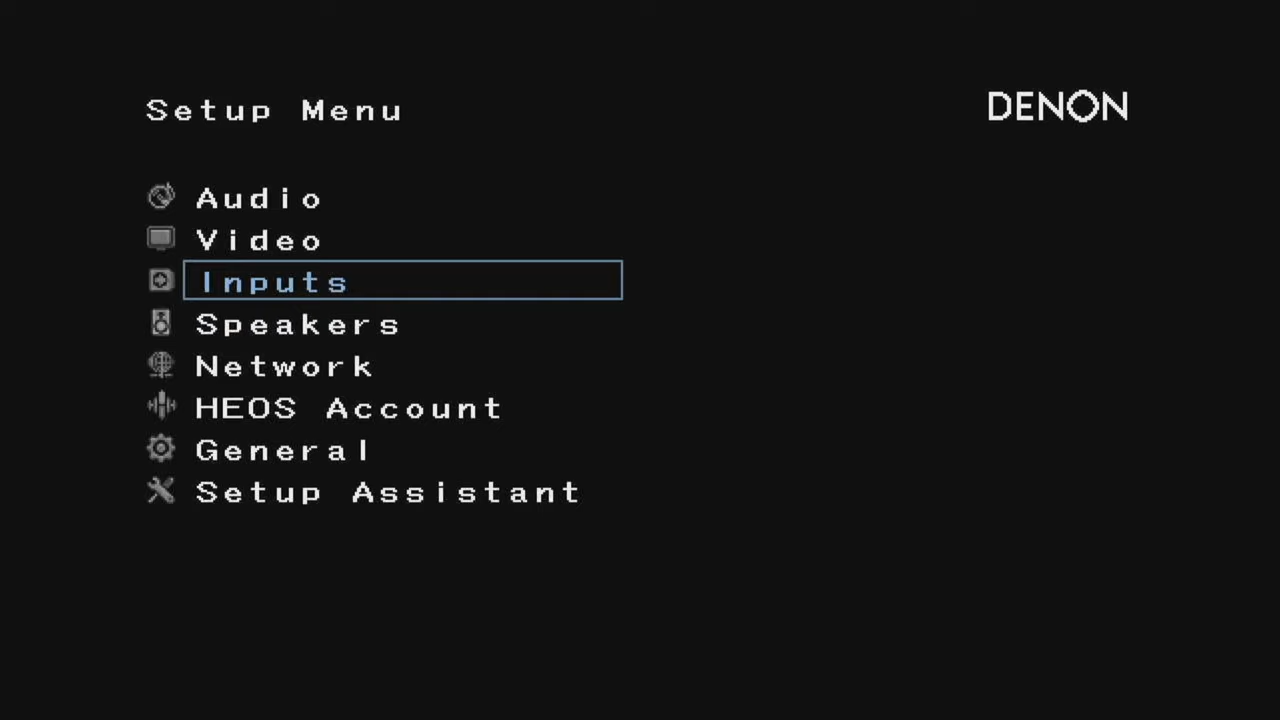 Setup Menu
DENON
Audio
Video
Inputs
Speakers
Network
HEOS Account
General
Setup Assistant